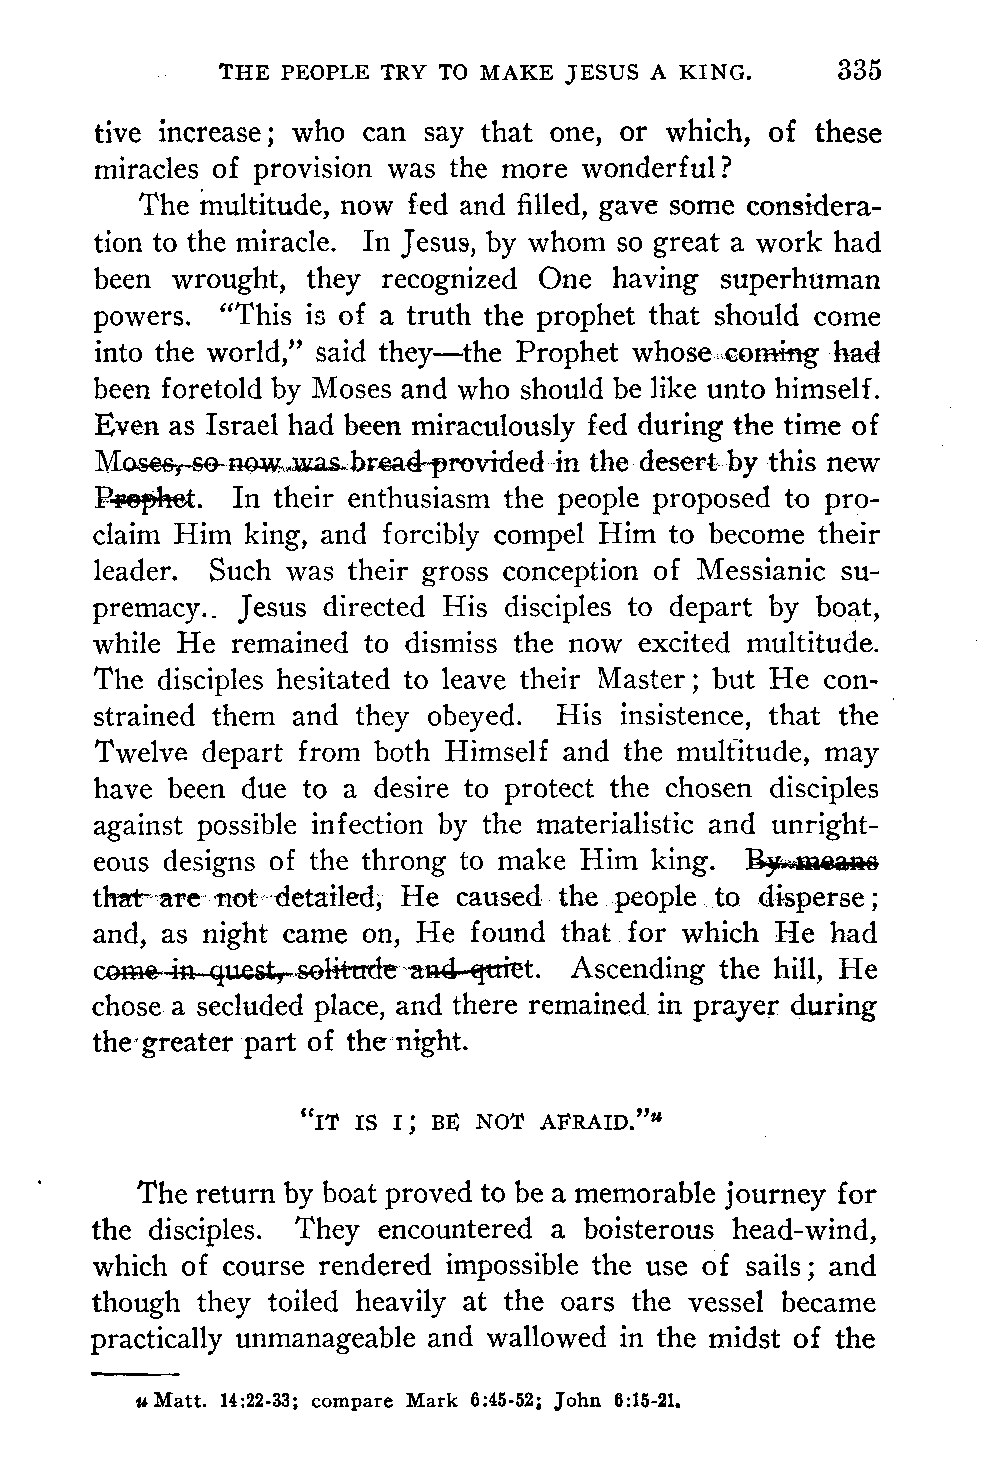 THE PEOPLE TRY TO MAKE JESUS A KING. 335
tive increase; who can say that one, or which, of these
miracles of provision was the more wonderful?
The multitude, now fed and filled, gave some considera-
tion to the miracle. In Jesus, by whom so great a work had
been wrought, they recognized One having superhuman
powers. “This is of a truth the prophet that should come
into the world,” said they—the Prophet whose coming had
been foretold by Moses and who should be like unto himself.
Even as Israel had been miraculously fed during the time of
Moses, so now was bread provided in the desert by this new
Prophet. In their enthusiasm the people proposed to pro-
claim Him king, and forcibly compel Him to become their
leader. Such was their gross conception of Messianic su-
premacy. Jesus directed His disciples to depart by boat,
while He remained to dismiss the now excited multitude.
The disciples hesitated to leave their Master; but He con-
strained them and they obeyed. His insistence, that the
Twelve depart from both Himself and the multitude, may
have been due to a desire to protect the chosen disciples
against possible infection by the materialistic and unright-
eous designs of the throng to make Him king. By means
that are not detailed, He caused the people to disperse;
and, as night came on, He found that for which He had
come in quest, solitude and quiet. Ascending the hill, He
chose a secluded place, and there remained in prayer during
the greater part of the night.
“IT IS I; BE NOT AFRAID.”u
The return by boat proved to be a memorable journey for
the disciples. They encountered a boisterous head-wind,
which of course rendered impossible the use of sails; and
though they toiled heavily at the oars the vessel became
practically unmanageable and wallowed in the midst of the
u Matt. 14:22-33; compare Mark 6:45-52; John 6:15-21.